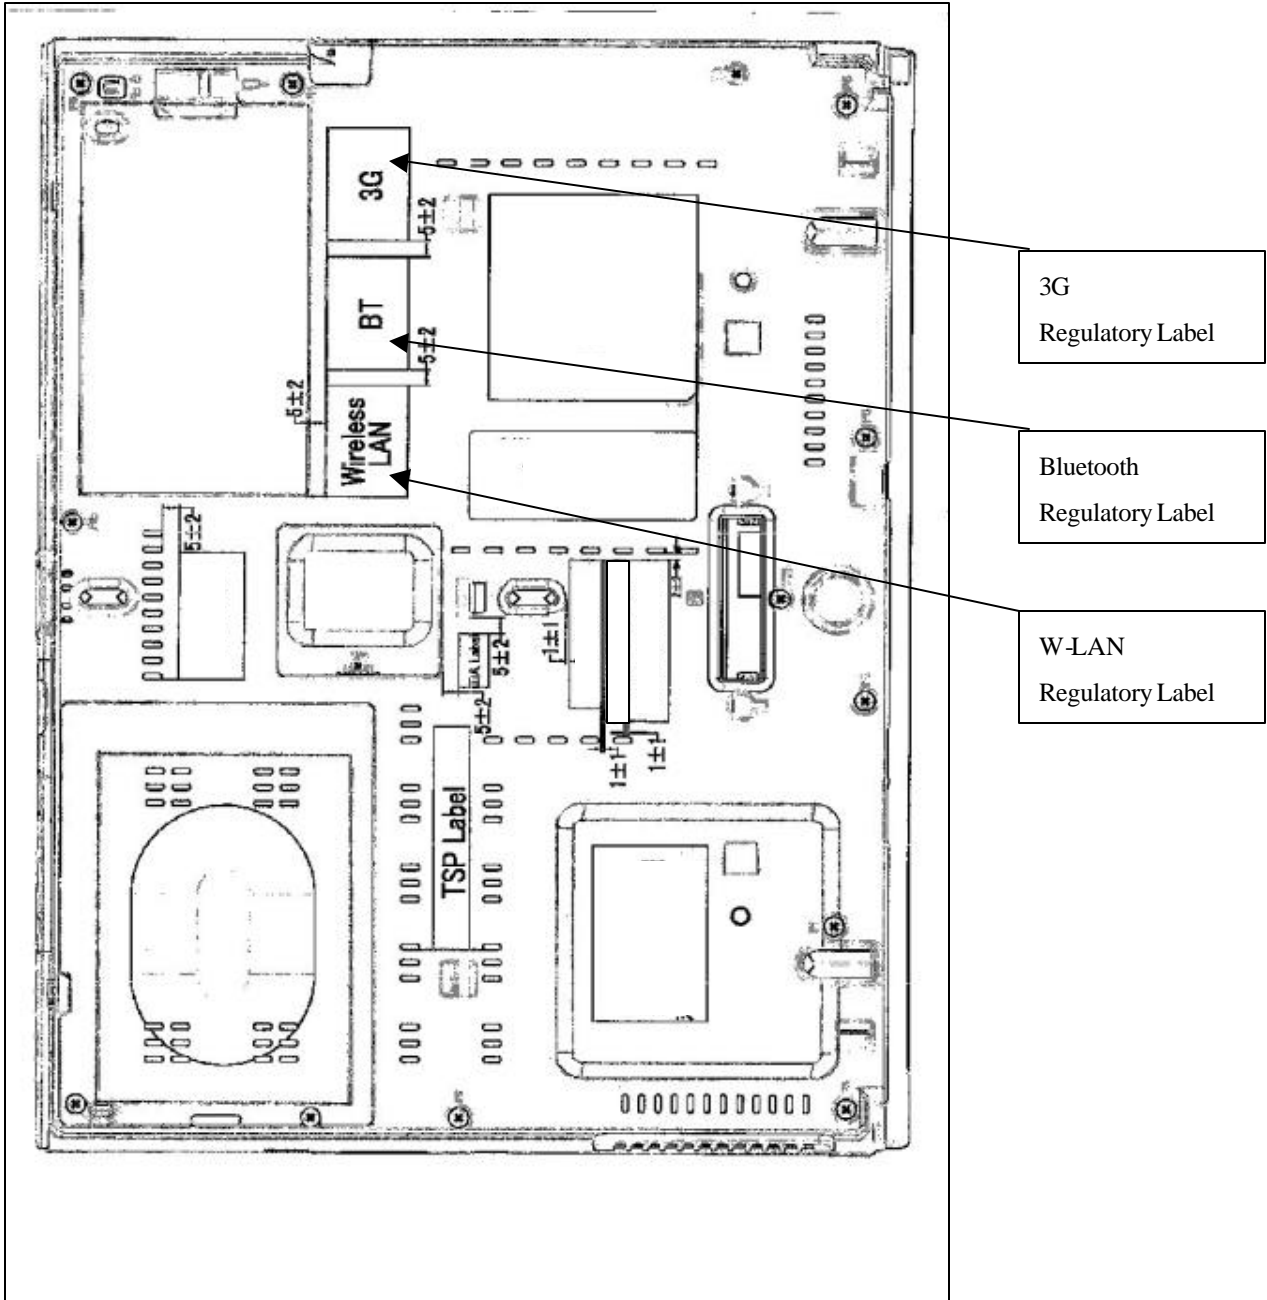 3G
5±2
BT
5±2
5±2
Wireless
LAN
5±2
5±2
1±1
5±2
1±1
1±1
TSP Label
3G
Regulatory Label
Bluetooth
Regulatory Label
W-LAN
Regulatory Label